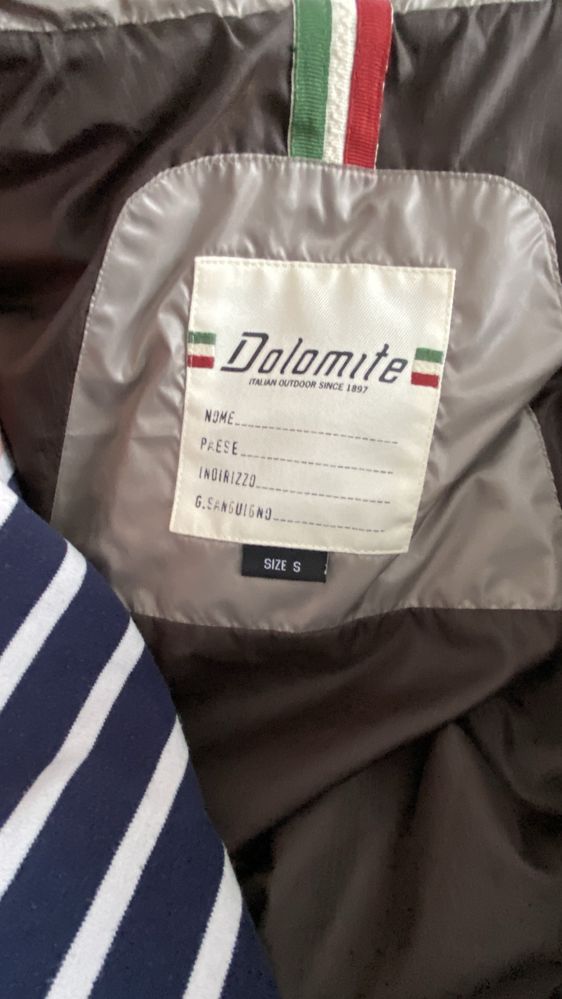 Dolomite
ITALIAN OUTDOOR SINCE 1897
NOME
PAESE
INDIRIZZO
G.SANGUIGNO
SIZE S